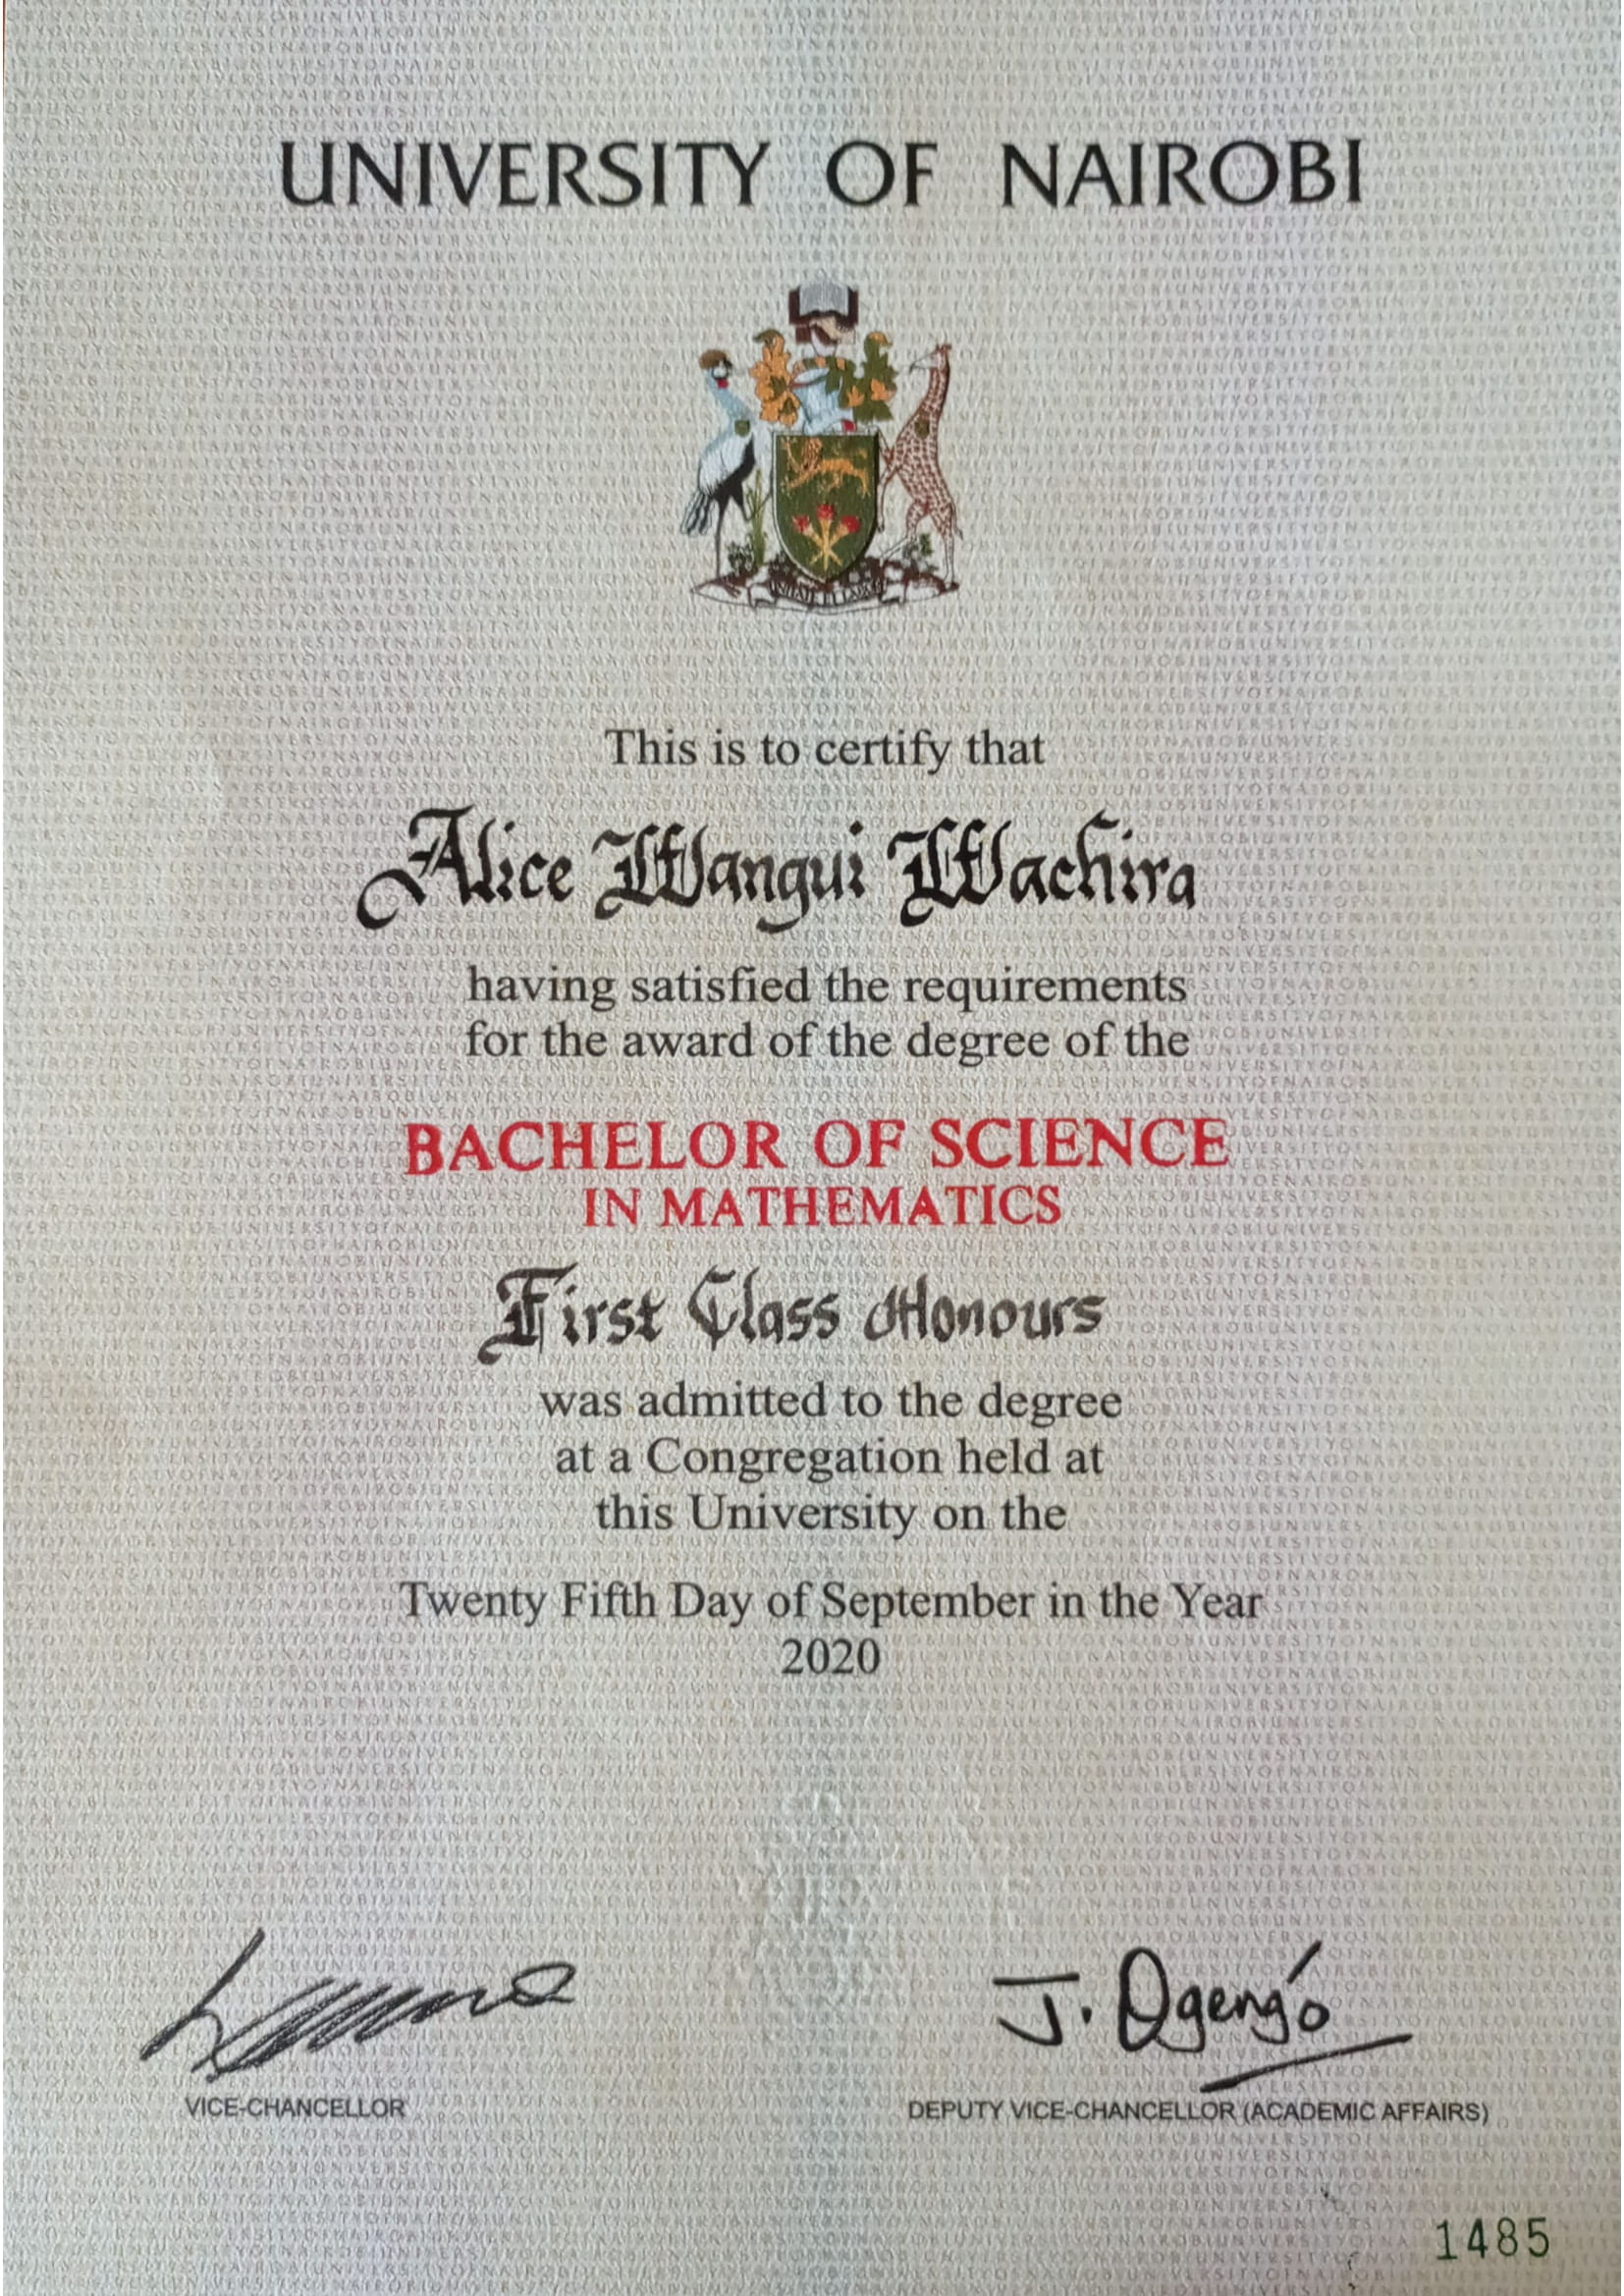 UNIVERSITY OF NAIROBI
This is to certify that
Alice Wangui Wachira
having satisfied the requirements
for the award of the degree of the
BACHELOR OF SCIENCE
IN MATHEMATICS
First Class Honours
was admitted to the degree
at a Congregation held at
this University on the
Twenty Fifth Day of September in the Year
2020
J. Ogeng'o
VICE-CHANCELLOR
DEPUTY VICE-CHANCELLOR (ACADEMIC AFFAIRS)
1485